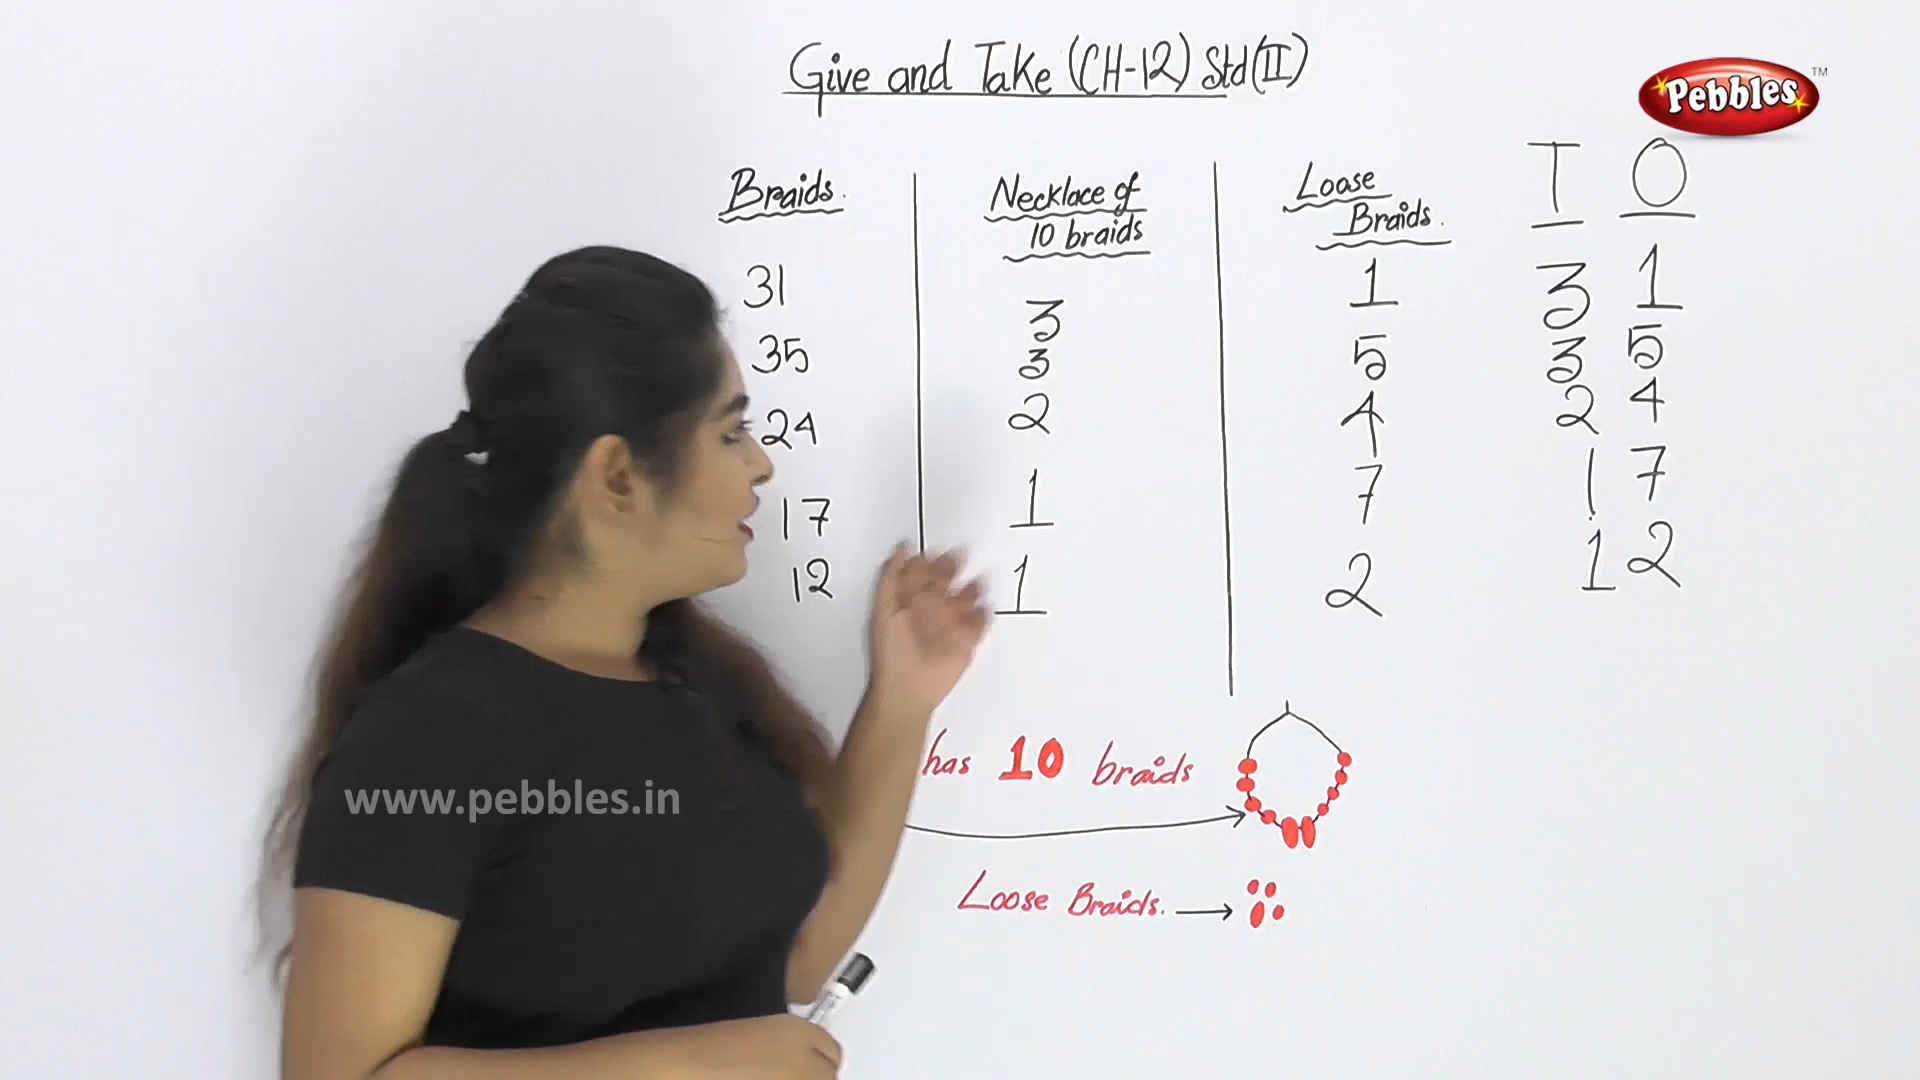 Give and Take (CH-12) Std(II)
Pebbles™
Braids. Necklace of 10 braids Loose Braids. T O
31 3 1 3 1
35 3 5 3 5
24 2 4 2 4
17 1 7 1 7
12 1 2 1 2
has 10 braids
www.pebbles.in
Loose Braids.